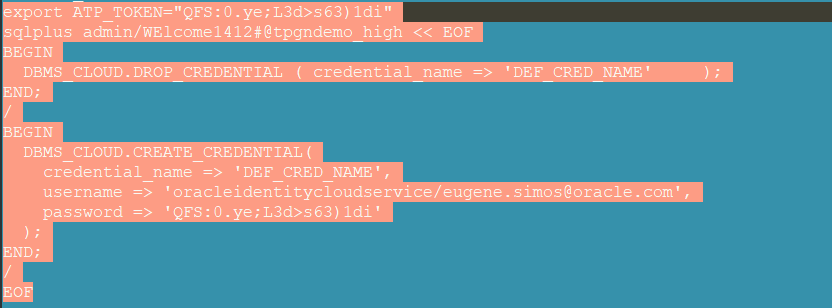 export ATP_TOKEN="QFS:0.ye;L3d>s63)1di"
sqlplus admin/WElcome1412#@tpgndemo_high << EOF
BEGIN
  DBMS_CLOUD.DROP_CREDENTIAL ( credential_name => 'DEF_CRED_NAME'     );
END;
/
BEGIN
  DBMS_CLOUD.CREATE_CREDENTIAL(
    credential_name => 'DEF_CRED_NAME',
    username => 'oracleidentitycloudservice/eugene.simos@oracle.com',
    password => 'QFS:0.ye;L3d>s63)1di'
  );
END;
/
EOF